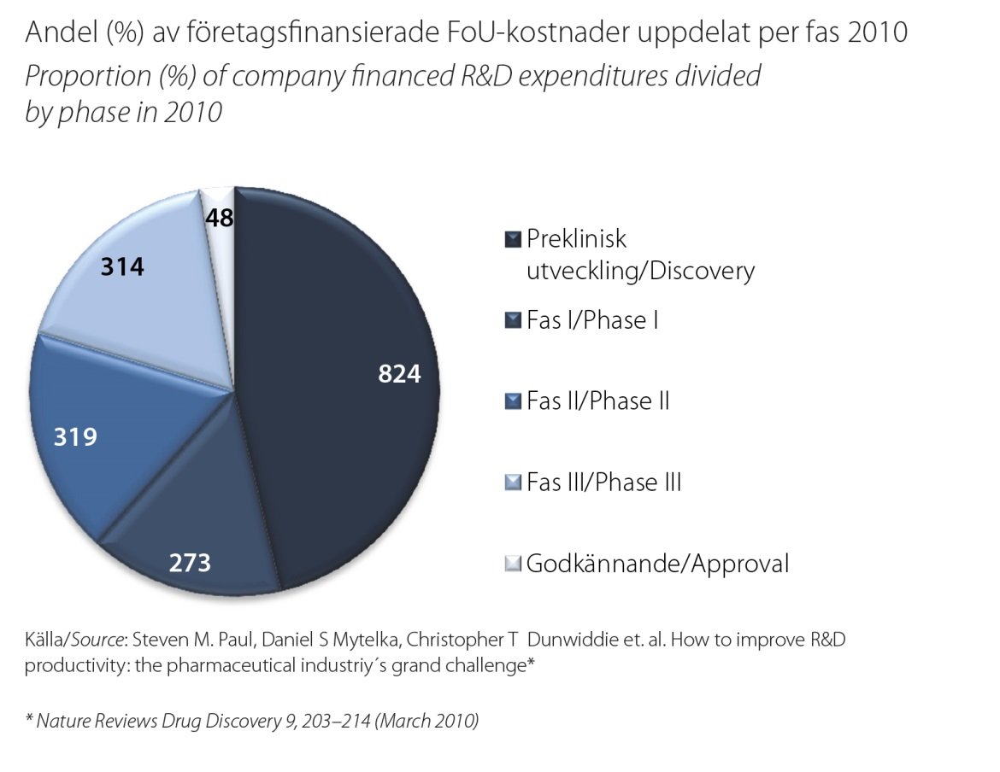 Andel (%) av företagsfinansierade FoU-kostnader uppdelat per fas 2010
Proportion (%) of company financed R&D expenditures divided
by phase in 2010
48
314
824
319
273
Preklinisk
utveckling/Discovery
Fas I/Phase I
Fas II/Phase II
Fas III/Phase III
Godkännande/Approval
Källa/Source: Steven M. Paul, Daniel S Mytelka, Christopher T Dunwiddie et. al. How to improve R&D
productivity: the pharmaceutical industriy´s grand challenge*
* Nature Reviews Drug Discovery 9, 203–214 (March 2010)